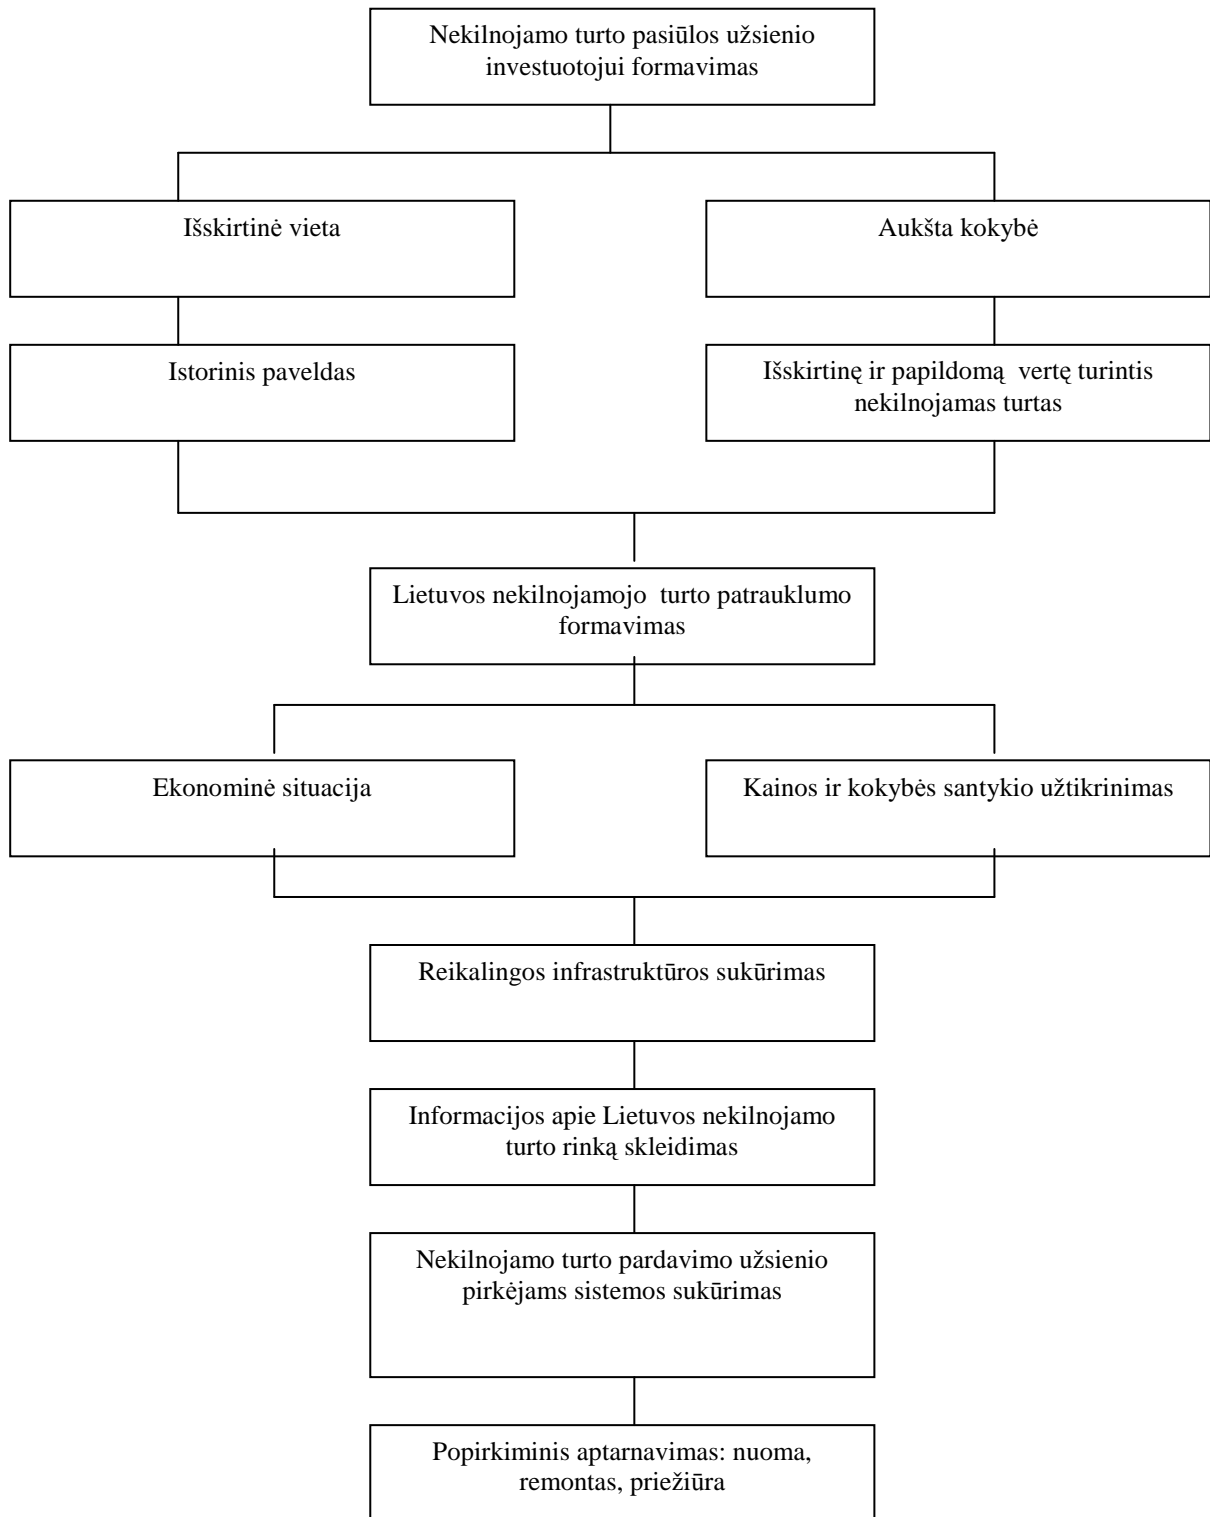 Nekilnojamo turto pasiūlos užsienio
investuotojui formavimas
Išskirtinė vieta
Aukšta kokybė
Istorinis paveldas
Išskirtinę ir papildomą  vertę turintis
nekilnojamas turtas
Lietuvos nekilnojamojo  turto patrauklumo
formavimas
Ekonominė situacija
Kainos ir kokybės santykio užtikrinimas
Reikalingos infrastruktūros sukūrimas
Informacijos apie Lietuvos nekilnojamo
turto rinką skleidimas
Nekilnojamo turto pardavimo užsienio
pirkėjams sistemos sukūrimas
Popirkiminis aptarnavimas: nuoma,
remontas, priežiūra